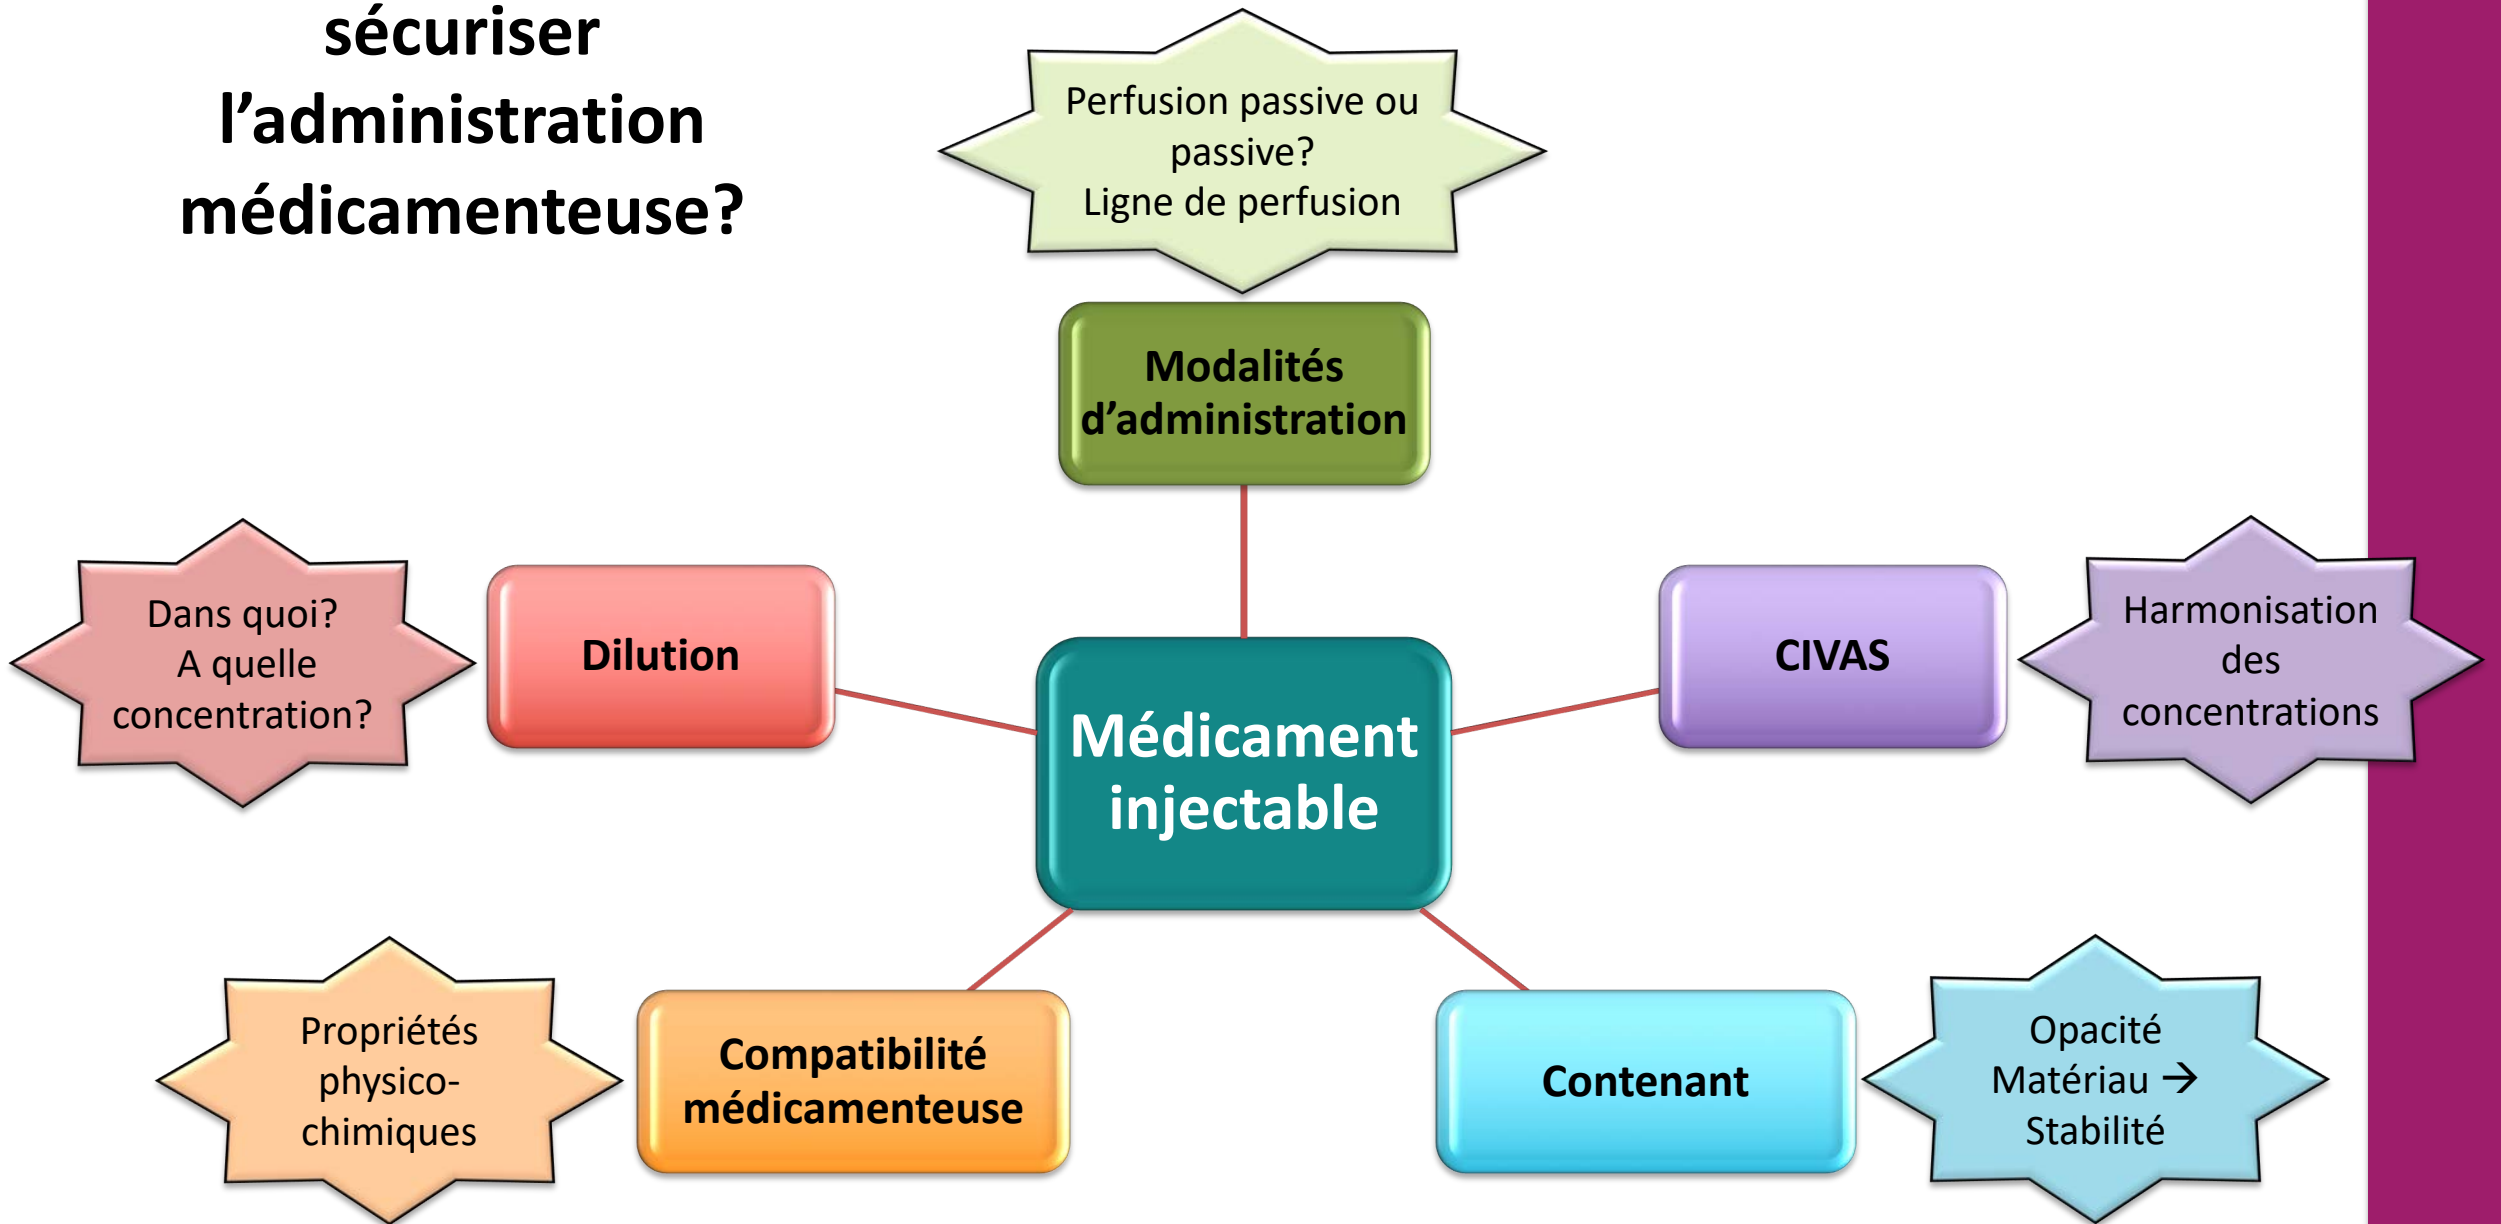 sécuriser
l’administration
médicamenteuse?
Perfusion passive ou
passive?
Ligne de perfusion
Modalités
d’administration
Dans quoi?
A quelle
concentration?
Dilution
CIVAS
Harmonisation
des
concentrations
Médicament
injectable
Propriétés
physico-
chimiques
Compatibilité
médicamenteuse
Contenant
Opacité
Matériau →
Stabilité